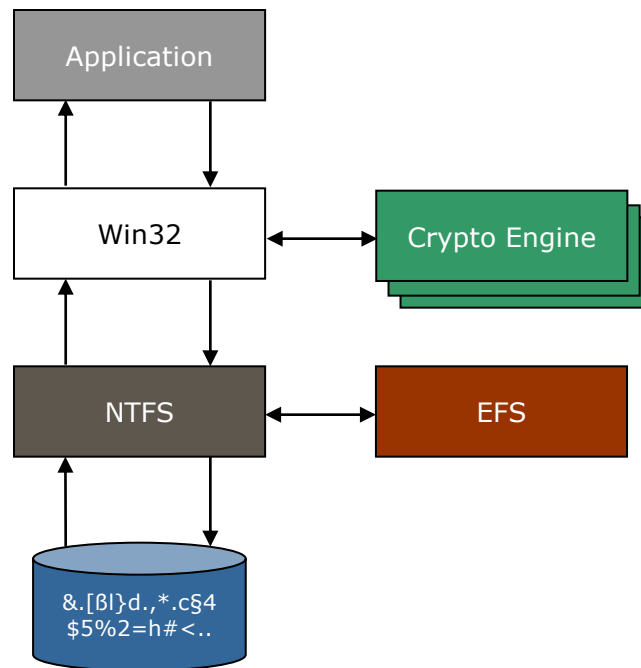 Application
Win32
Crypto Engine
NTFS
EFS
&.[ßl}d.,*.c§4
$5%2=h#<..